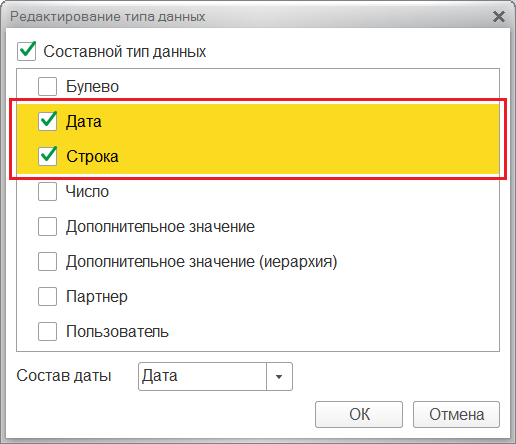 Редактирование типа данных
Составной тип данных
Булево
Дата
Строка
Число
Дополнительное значение
Дополнительное значение (иерархия)
Партнер
Пользователь
Состав даты Дата
ОК Отмена